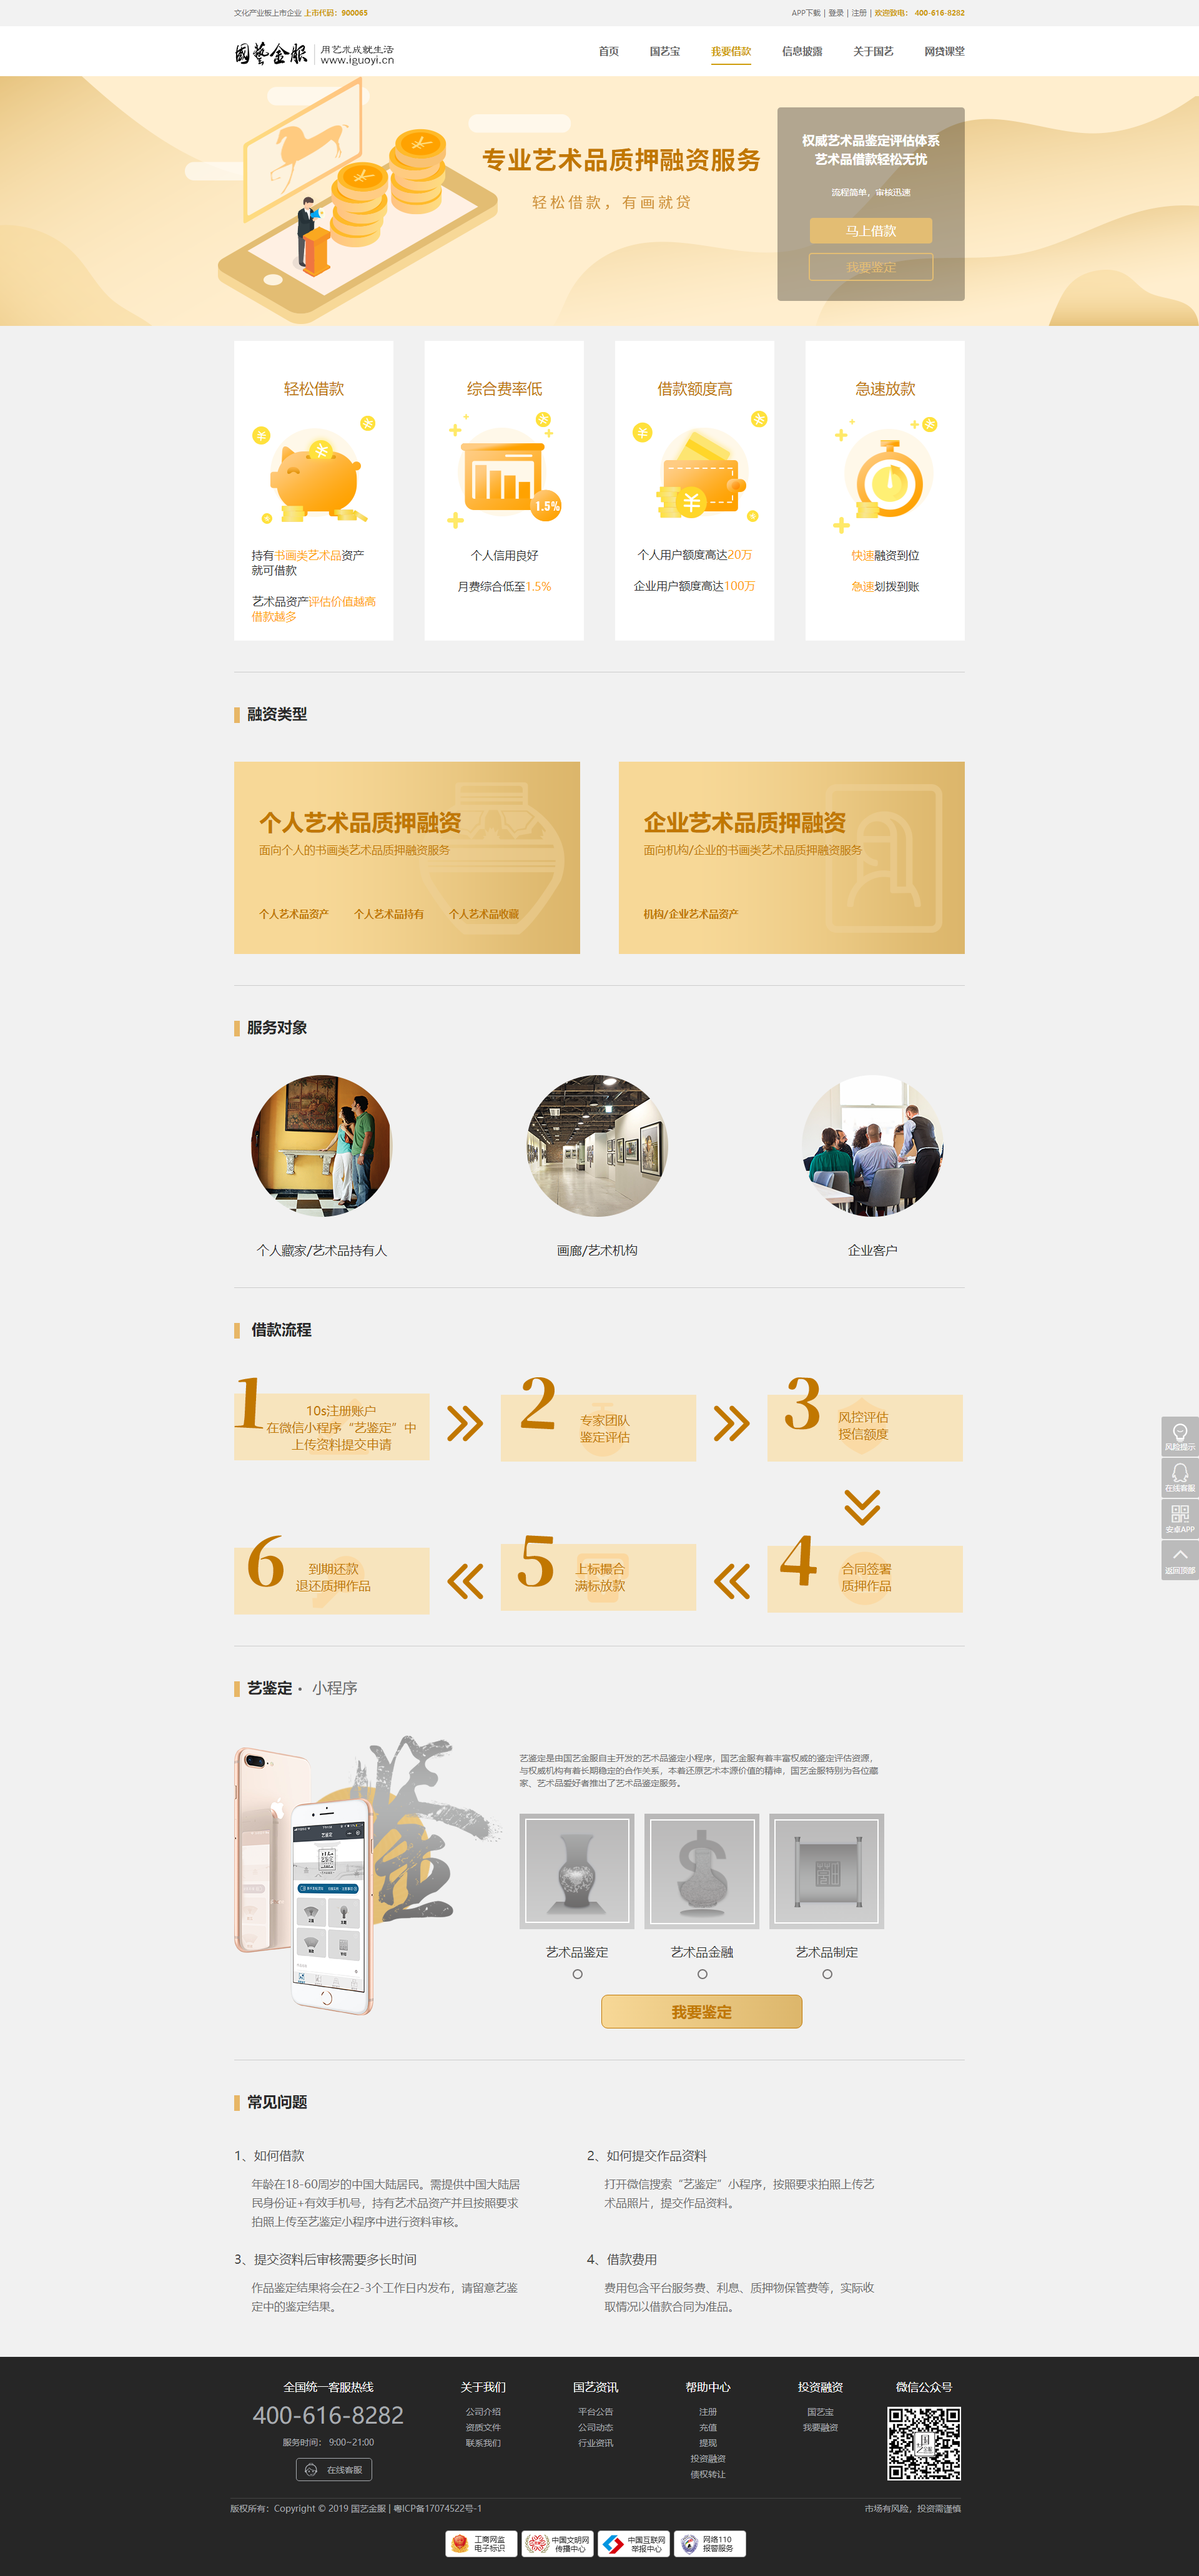 文化产业板上市企业 上市代码：900065
APP下载 | 登录 | 注册 | 欢迎致电： 400-616-8282
国藝金服 用艺术成就生活
www.iguoyi.cn
首页 国艺宝 我要借款 信息披露 关于国艺 网贷课堂
专业艺术品质押融资服务
轻松借款，有画就贷
权威艺术品鉴定评估体系
艺术品借款轻松无忧
流程简单，审核迅速
马上借款
我要鉴定
轻松借款
持有书画类艺术品资产
就可借款
艺术品资产评估价值越高
借款越多
综合费率低
1.5%
个人信用良好
月费综合低至1.5%
借款额度高
个人用户额度高达20万
企业用户额度高达100万
急速放款
快速融资到位
急速划拨到账
融资类型
个人艺术品质押融资
面向个人的书画类艺术品质押融资服务
个人艺术品资产 个人艺术品持有 个人艺术品收藏
企业艺术品质押融资
面向机构/企业的书画类艺术品质押融资服务
机构/企业艺术品资产
服务对象
个人藏家/艺术品持有人
画廊/艺术机构
企业客户
借款流程
1
10s注册账户
在微信小程序“艺鉴定”中
上传资料提交申请
2
专家团队
鉴定评估
3
风控评估
授信额度
4
合同签署
质押作品
5
上标撮合
满标放款
6
到期还款
退还质押作品
风险提示
在线客服
安卓APP
返回顶部
艺鉴定 · 小程序
艺鉴定
艺鉴定是由国艺金服自主开发的艺术品鉴定小程序，国艺金服有着丰富权威的鉴定评估资源，
与权威机构有着长期稳定的合作关系，本着还原艺术本源价值的精神，国艺金服特别为各位藏
家、艺术品爱好者推出了艺术品鉴定服务。
艺术品鉴定 艺术品金融 艺术品制定
我要鉴定
常见问题
1、如何借款
年龄在18-60周岁的中国大陆居民。需提供中国大陆居
民身份证+有效手机号，持有艺术品资产并且按照要求
拍照上传至艺鉴定小程序中进行资料审核。
2、如何提交作品资料
打开微信搜索“艺鉴定”小程序，按照要求拍照上传艺
术品照片，提交作品资料。
3、提交资料后审核需要多长时间
作品鉴定结果将会在2-3个工作日内发布，请留意艺鉴
定中的鉴定结果。
4、借款费用
费用包含平台服务费、利息、质押物保管费等，实际收
取情况以借款合同为准品。
全国统一客服热线
400-616-8282
服务时间： 9:00~21:00
在线客服
关于我们
公司介绍
资质文件
联系我们
国艺资讯
平台公告
公司动态
行业资讯
帮助中心
注册
充值
提现
投资融资
债权转让
投资融资
国艺宝
我要融资
微信公众号
版权所有：Copyright © 2019 国艺金服 | 粤ICP备17074522号-1
市场有风险，投资需谨慎
工商网监
电子标识
中国文明网
传播中心
中国互联网
举报中心
网络110
报警服务